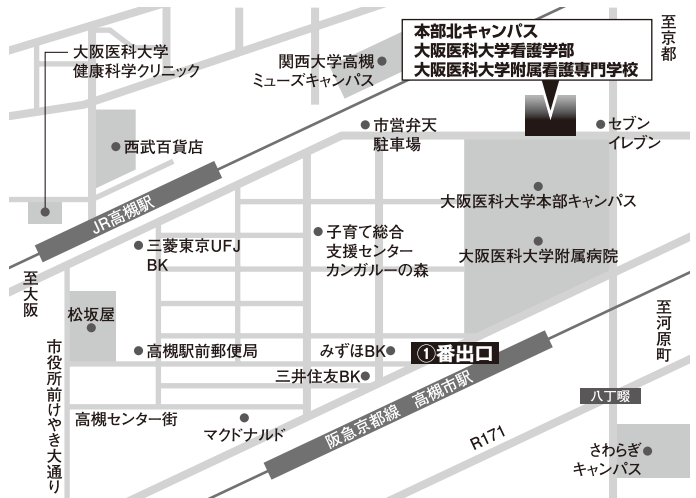 本部北キャンパス
大阪医科大学看護学部
大阪医科大学附属看護専門学校
至京都
大阪医科大学
健康科学クリニック
関西大学高槻
ミューズキャンパス
市営弁天
駐車場
セブン
イレブン
西武百貨店
大阪医科大学本部キャンパス
JR高槻駅
子育て総合
支援センター
カンガルーの森
三菱東京UFJ
BK
大阪医科大学附属病院
至大阪
松坂屋
至河原町
高槻駅前郵便局
みずほBK
①番出口
三井住友BK
市役所前けやき大通り
阪急京都線 高槻市駅
八丁畷
高槻センター街
マクドナルド
R171
さわらぎ
キャンパス